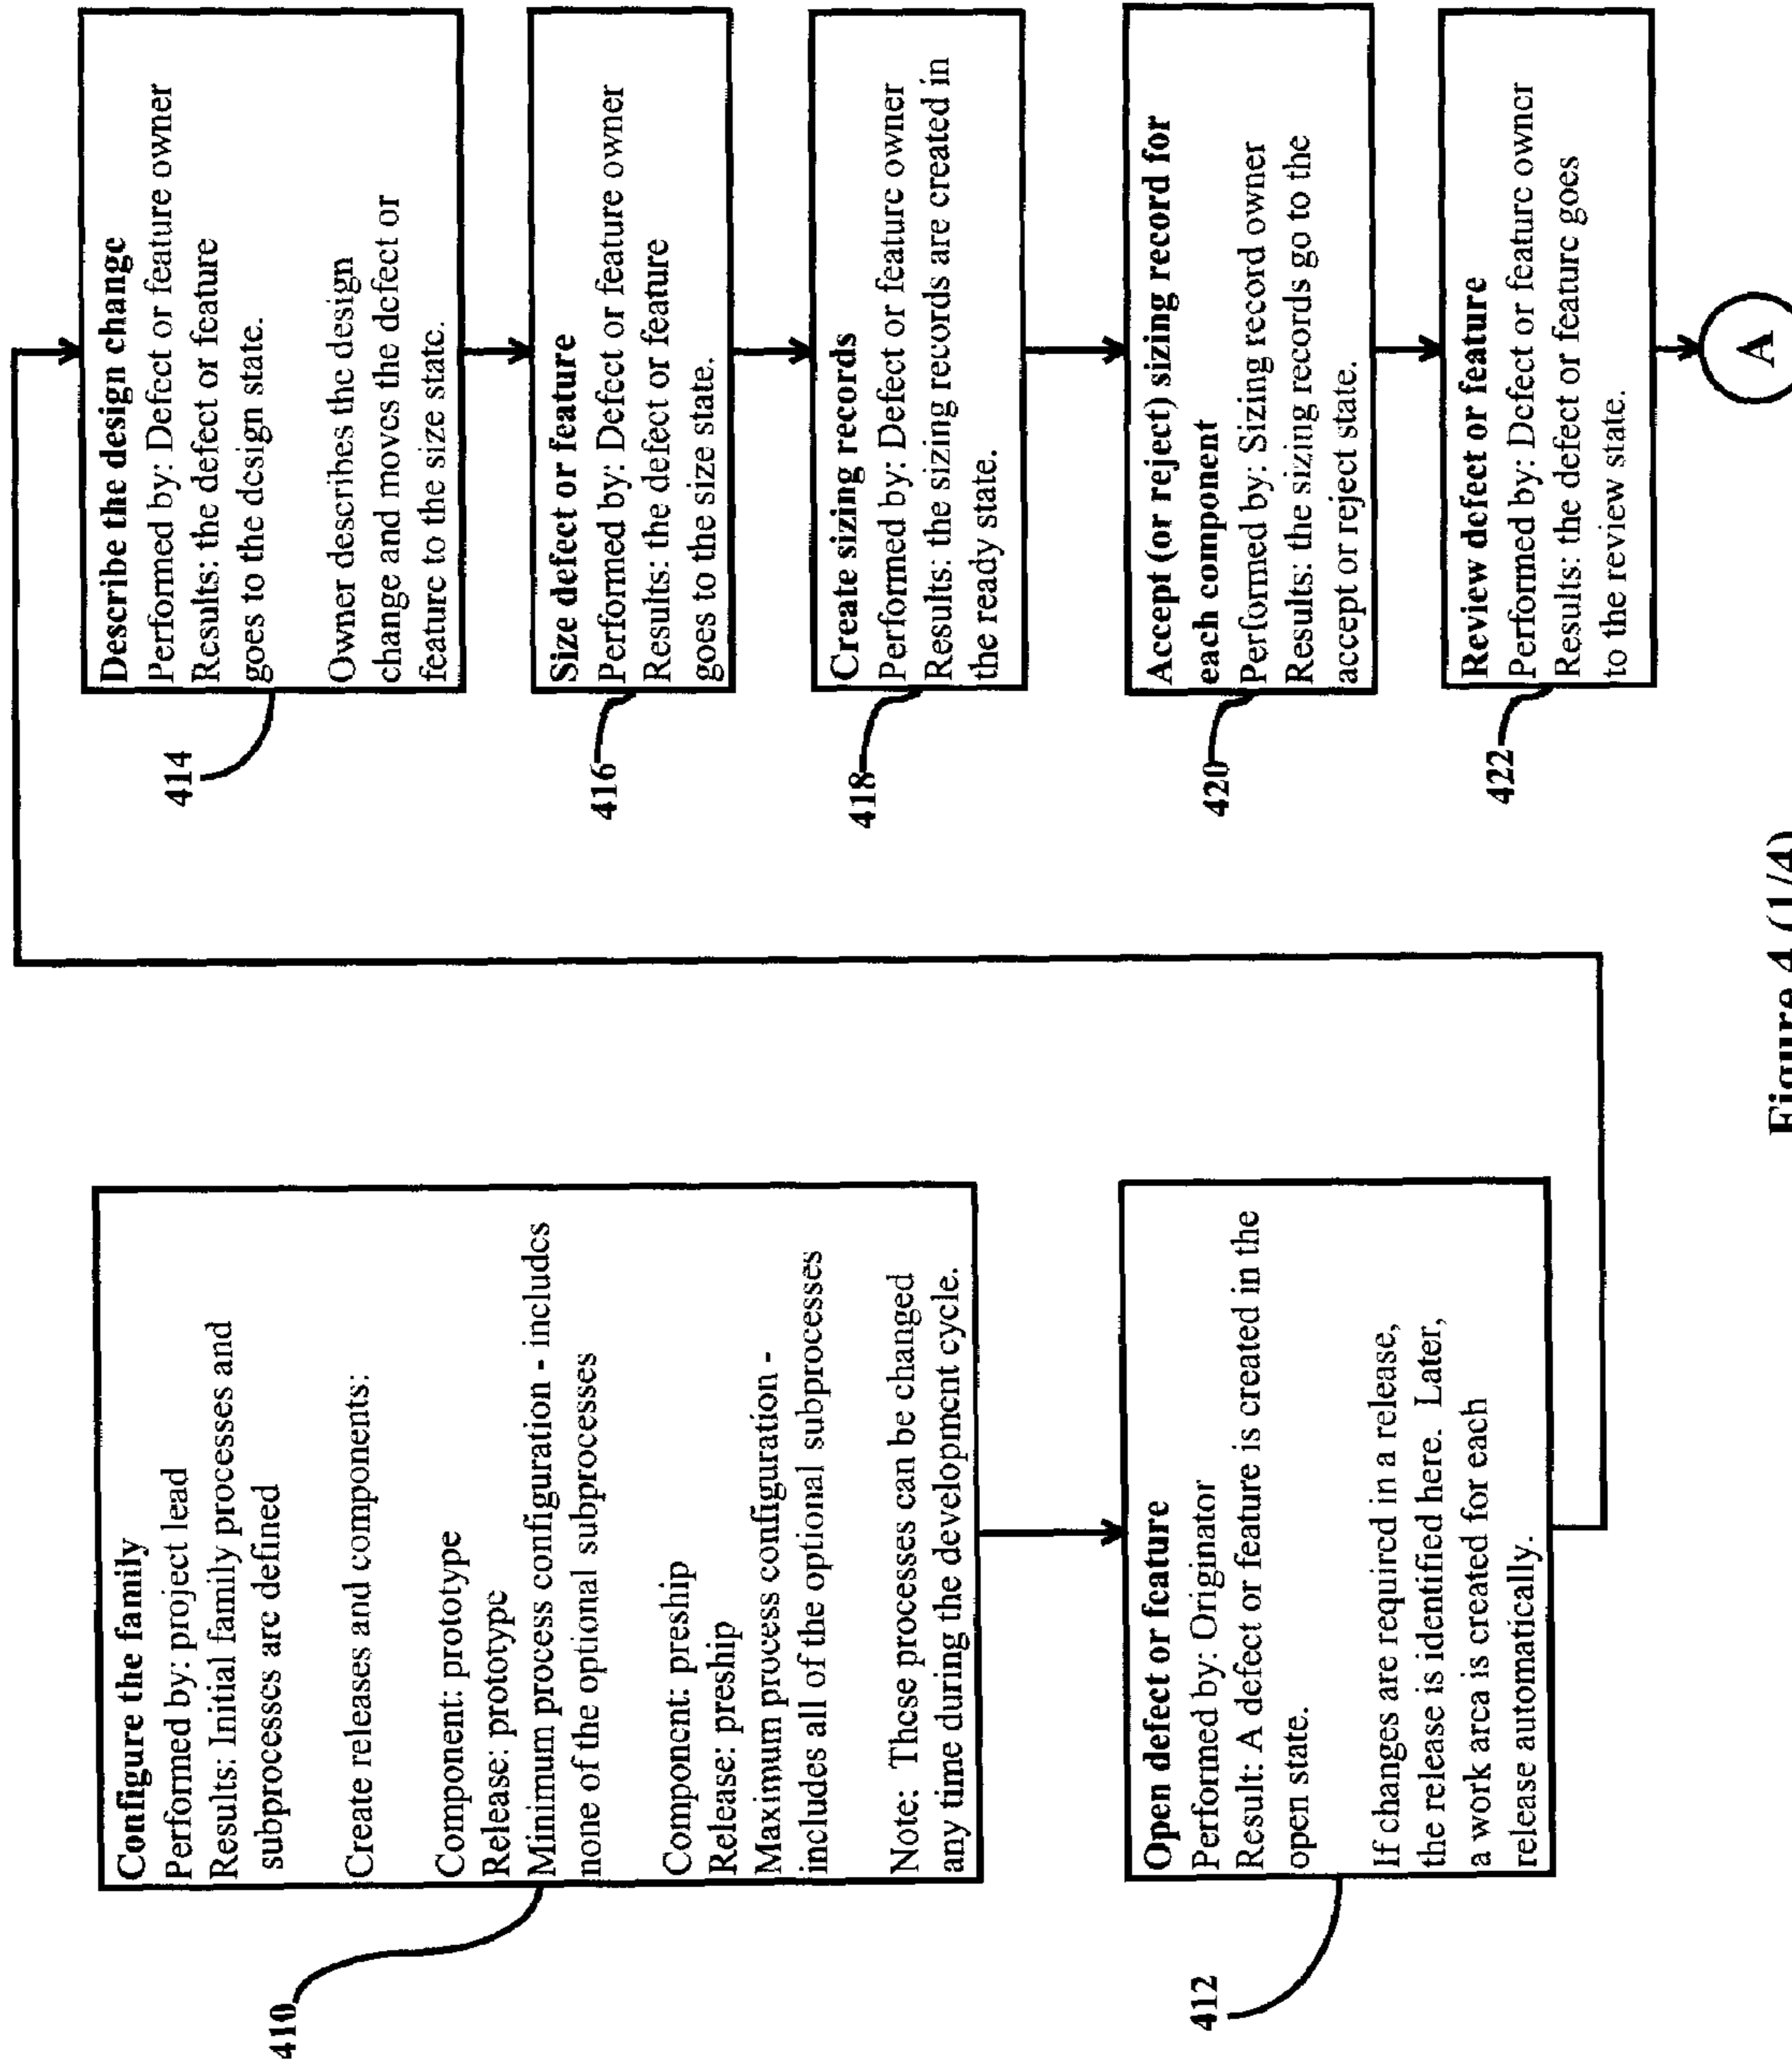 410
Configure the family
Performed by: project lead
Results: Initial family processes and
subprocesses are defined
Create releases and components:
Component: prototype
Release: prototype
Minimum process configuration - includes
none of the optional subprocesses
Component: preship
Release: preship
Maximum process configuration -
includes all of the optional subprocesses
Note: These processes can be changed
any time during the development cycle.
412
Open defect or feature
Performed by: Originator
Result: A defect or feature is created in the
open state.
If changes are required in a release,
the release is identified here. Later,
a work area is created for each
release automatically.
414
Describe the design change
Performed by: Defect or feature owner
Results: the defect or feature
goes to the design state.
Owner describes the design
change and moves the defect or
feature to the size state.
416
Size defect or feature
Performed by: Defect or feature owner
Results: the defect or feature
goes to the size state.
418
Create sizing records
Performed by: Defect or feature owner
Results: the sizing records are created in
the ready state.
420
Accept (or reject) sizing record for
each component
Performed by: Sizing record owner
Results: the sizing records go to the
accept or reject state.
422
Review defect or feature
Performed by: Defect or feature owner
Results: the defect or feature goes
to the review state.
A
Figure 4 (1/4)